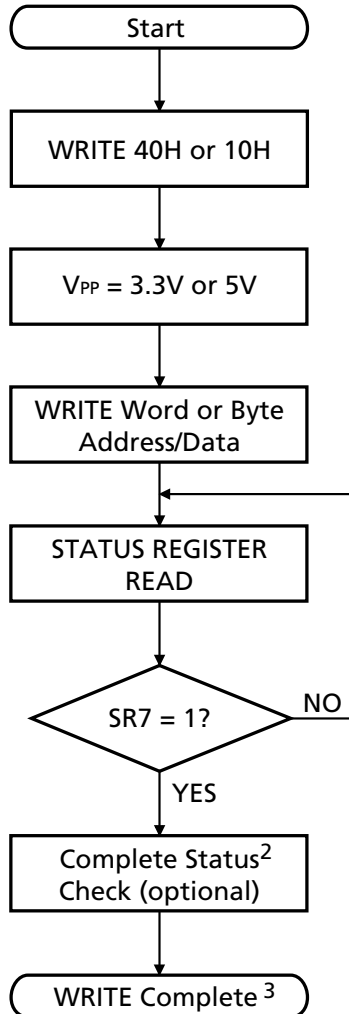 Start
WRITE 40H or 10H
VPP = 3.3V or 5V
WRITE Word or Byte
Address/Data
STATUS REGISTER
READ
SR7 = 1?
NO
YES
Complete Status2
Check (optional)
WRITE Complete 3